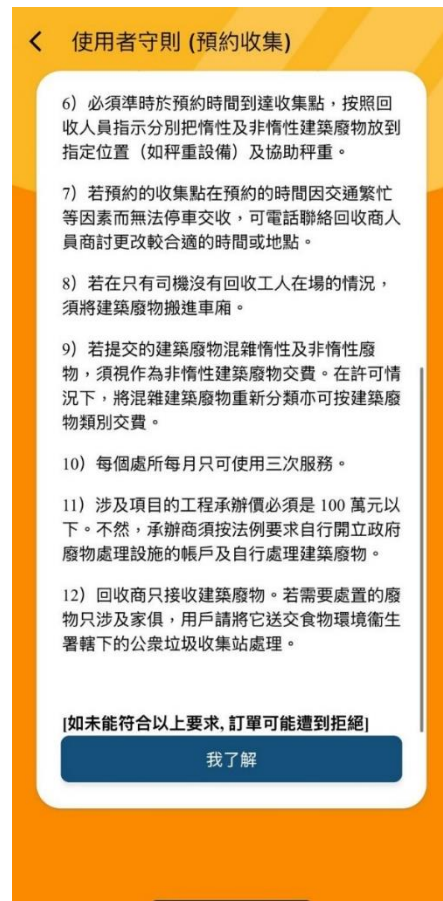 使用者守則 (預約收集)
6）必須準時於預約時間到達收集點，按照回
收人員指示分別把惰性及非惰性建築廢物放到
指定位置（如秤重設備）及協助秤重。
7）若預約的收集點在預約的時間因交通繁忙
等因素而無法停車交收，可電話聯絡回收商人
員商討更改較合適的時間或地點。
8）若在只有司機沒有回收工人在場的情況，
須將建築廢物搬進車廂。
9）若提交的建築廢物混雜惰性及非惰性廢
物，須視作為非惰性建築廢物交費。在許可情
況下，將混雜建築廢物重新分類亦可按建築廢
物類別交費。
10）每個處所每月只可使用三次服務。
11）涉及項目的工程承辦價必須是 100 萬元以
下。不然，承辦商須按法例要求自行開立政府
廢物處理設施的帳戶及自行處理建築廢物。
12）回收商只接收建築廢物。若需要處置的廢
物只涉及家俱，用戶請將它送交食物環境衞生
署轄下的公眾垃圾收集站處理。
[如未能符合以上要求, 訂單可能遭到拒絕]
我了解